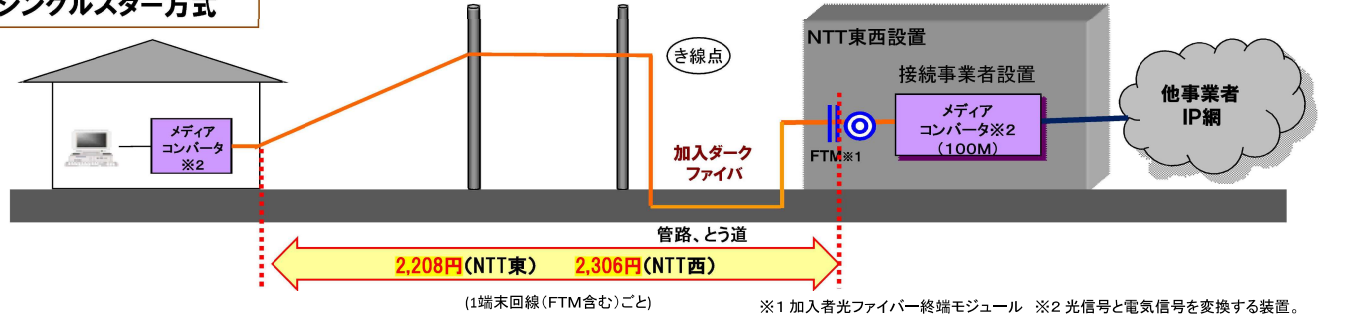 シングルスター方式
NTT東西設置
き線点
接続事業者設置
他事業者
IP網
メディア
コンバータ
※2
メディア
コンバータ※2
(100M)
加入ダーク
ファイバ
FTM※1
管路、とう道
2,208円(NTT東) 2,306円(NTT西)
(1端末回線(FTM含む)ごと)
※1 加入者光ファイバー終端モジュール ※2 光信号と電気信号を変換する装置。